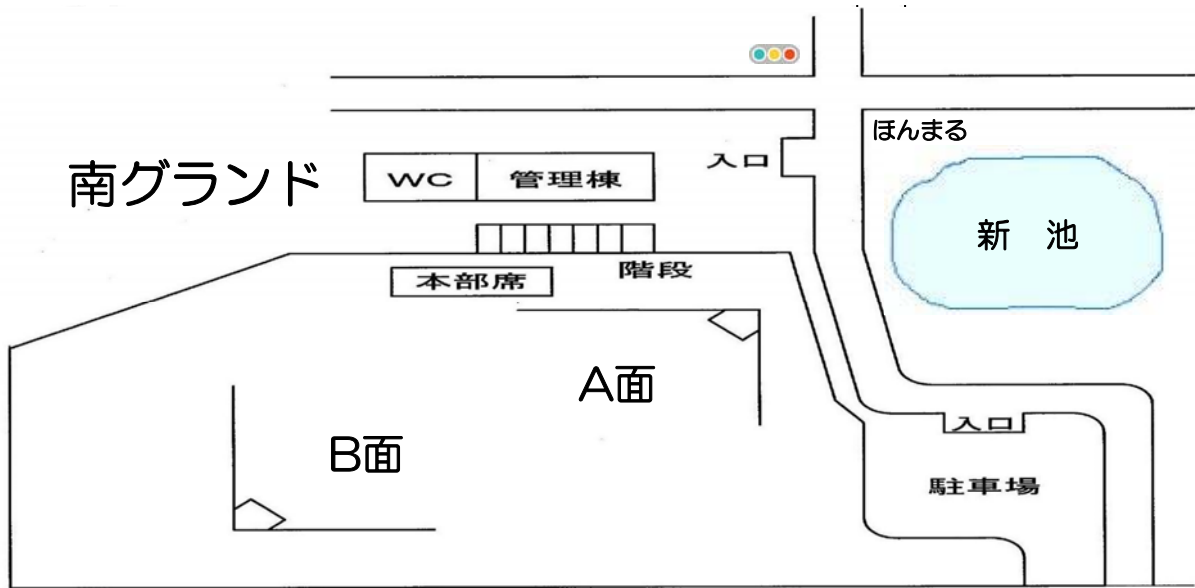 ほんまる
入口
南グランド
WC
管理棟
新　池
階段
本部席
A面
入口
B面
駐車場